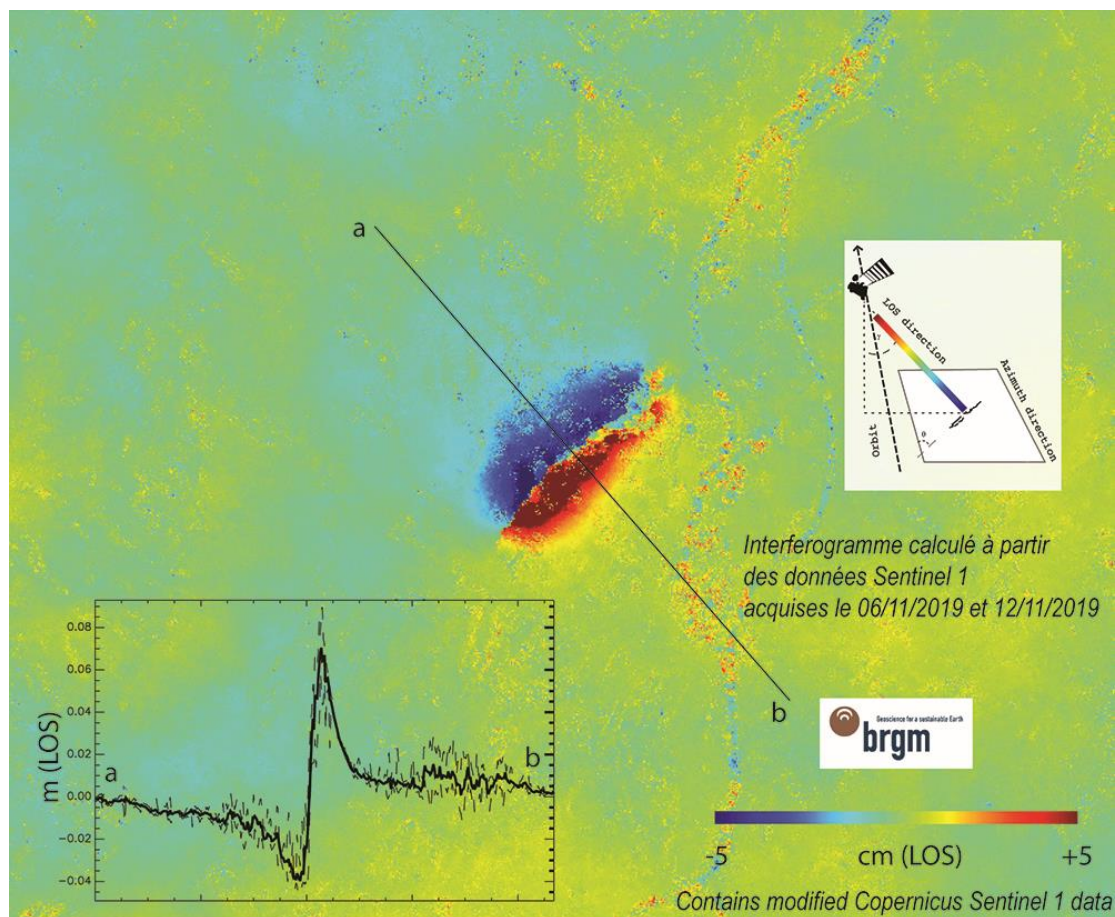 a
LOS direction
γ
Azimuth direction
Orbit
θ
Interferogramme calculé à partir
des données Sentinel 1
acquises le 06/11/2019 et 12/11/2019
b
Geoscience for a sustainable Earth
brgm
m (LOS)
0.08
0.06
0.04
0.02
0.00
−0.02
−0.04
a
b
-5
cm (LOS)
+5
Contains modified Copernicus Sentinel 1 data